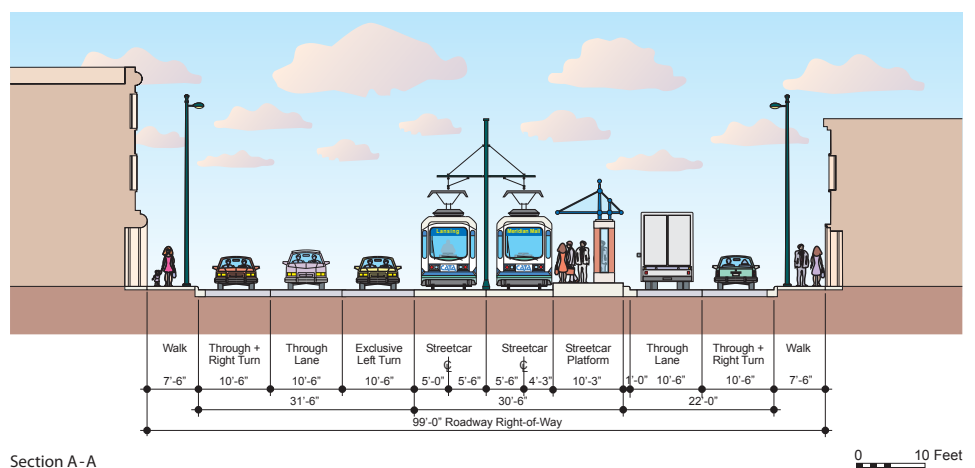 Lansing
Meridian Mall
CATA
CATA
Walk
Through +
Right Turn
Through
Lane
Exclusive
Left Turn
Streetcar
℄
Streetcar
℄
Streetcar
Platform
Through
Lane
Through +
Right Turn
Walk
7'-6" 10'-6" 10'-6" 10'-6" 5'-0" 5'-6" 5'-6" 4'-3" 10'-3" 1'-0" 10'-6" 10'-6" 7'-6"
31'-6" 30'-6" 22'-0"
99'-0" Roadway Right-of-Way
Section A-A
0 10 Feet